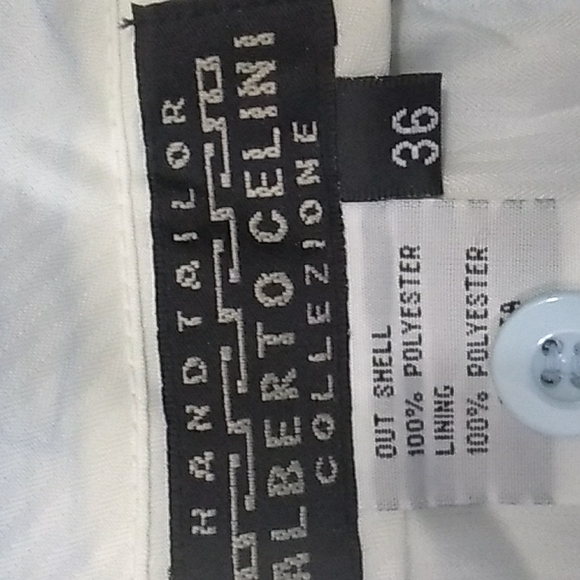 HANDTAILOR
ALBERTO CELINI
COLLEZIONE
36
OUT SHELL
100% POLYESTER
LINING
100% POLYESTER